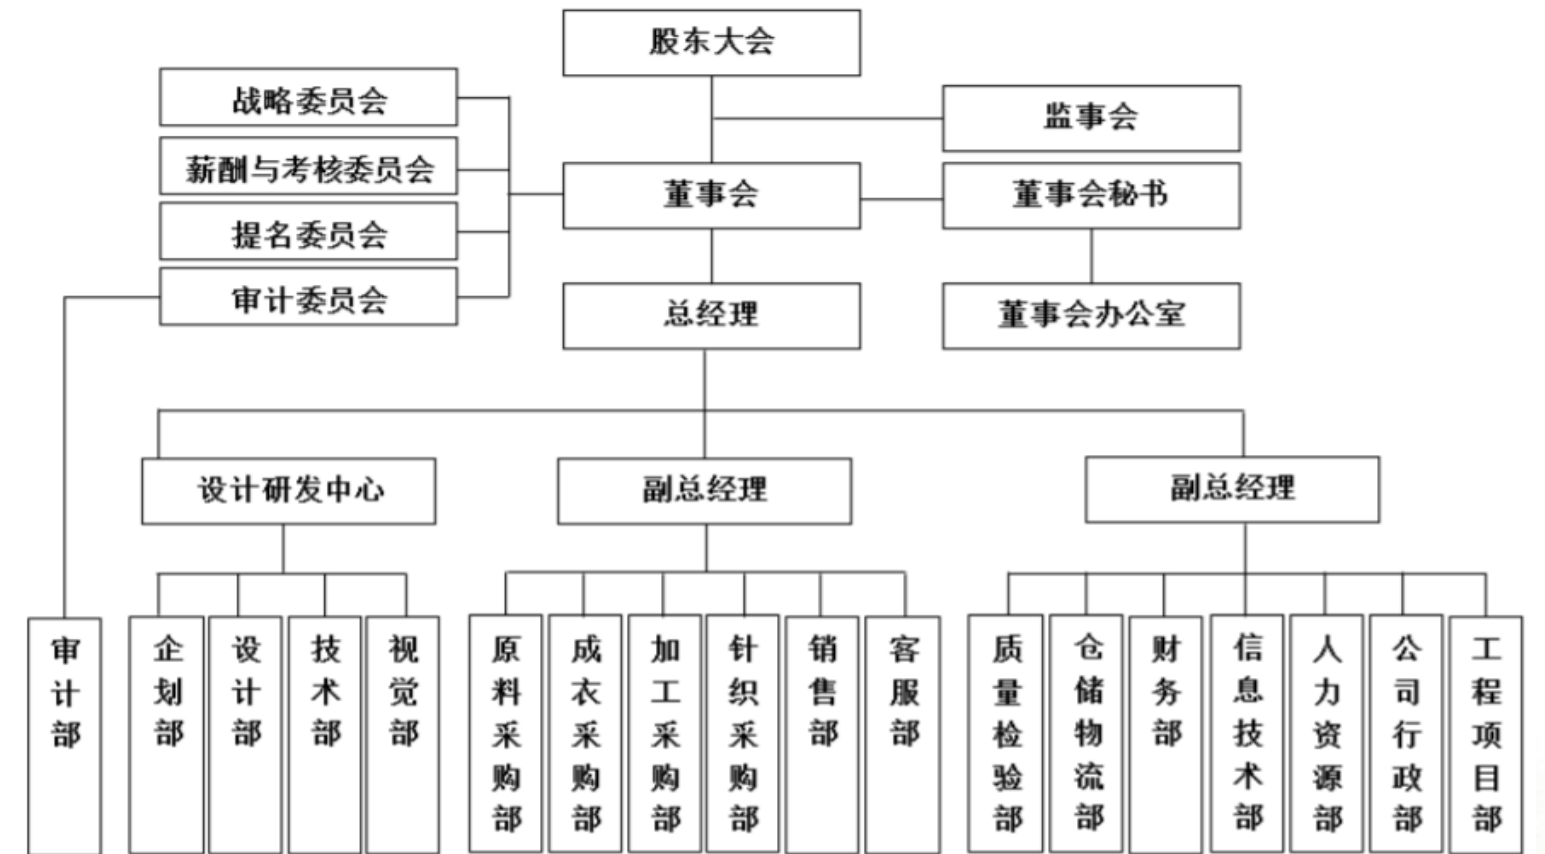 股东大会
战略委员会
监事会
薪酬与考核委员会
董事会
董事会秘书
提名委员会
审计委员会
总经理
董事会办公室
设计研发中心
副总经理
副总经理
审计部
企划部
设计部
技术部
视觉部
原料采购部
成衣采购部
加工采购部
针织采购部
销售部
客服部
质量检验部
仓储物流部
财务部
信息技术部
人力资源部
公司行政部
工程项目部